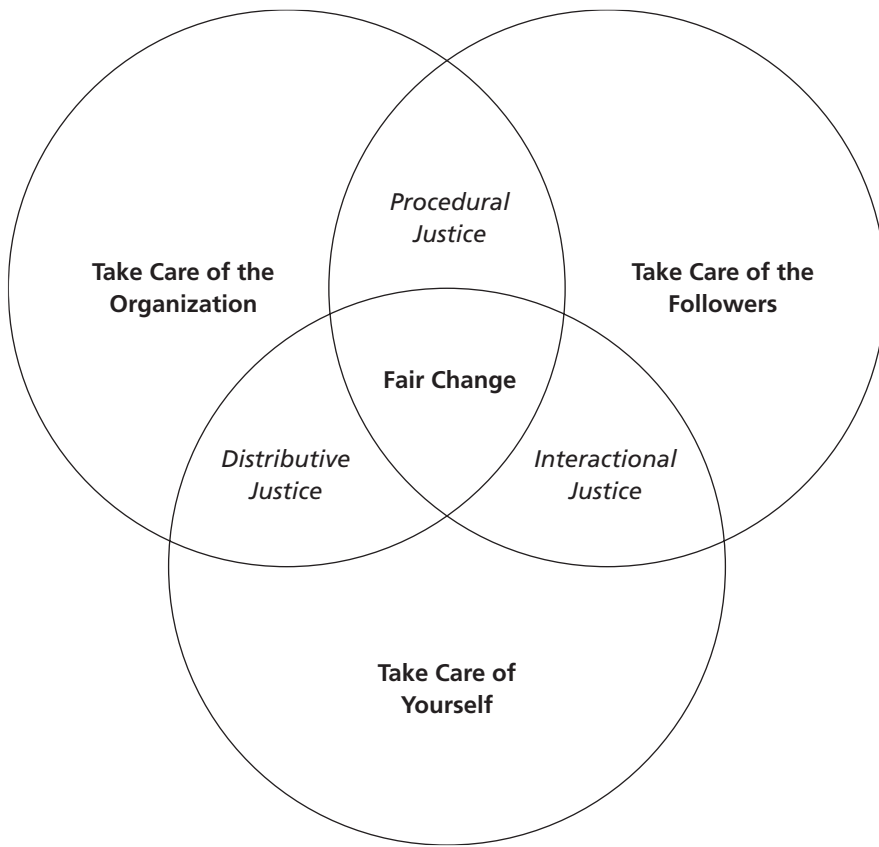 Procedural
Justice
Take Care of the
Organization
Take Care of the
Followers
Fair Change
Distributive
Justice
Interactional
Justice
Take Care of
Yourself